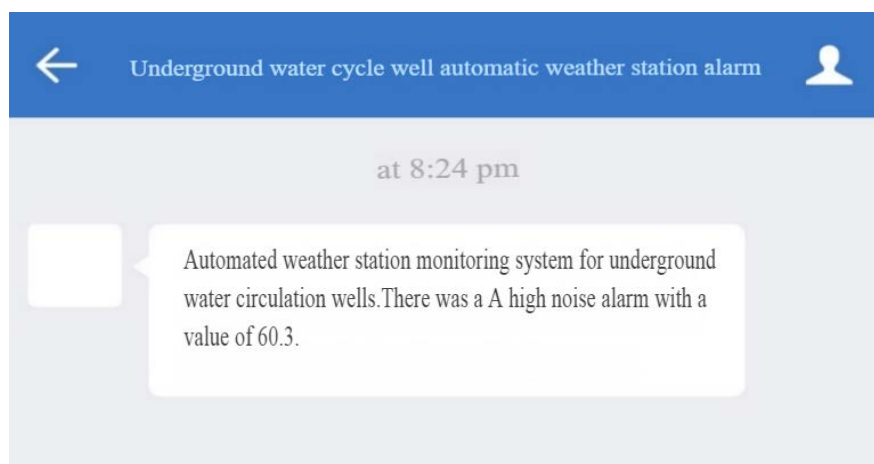 Underground water cycle well automatic weather station alarm
at 8:24 pm
Automated weather station monitoring system for underground
water circulation wells.There was a A high noise alarm with a
value of 60.3.